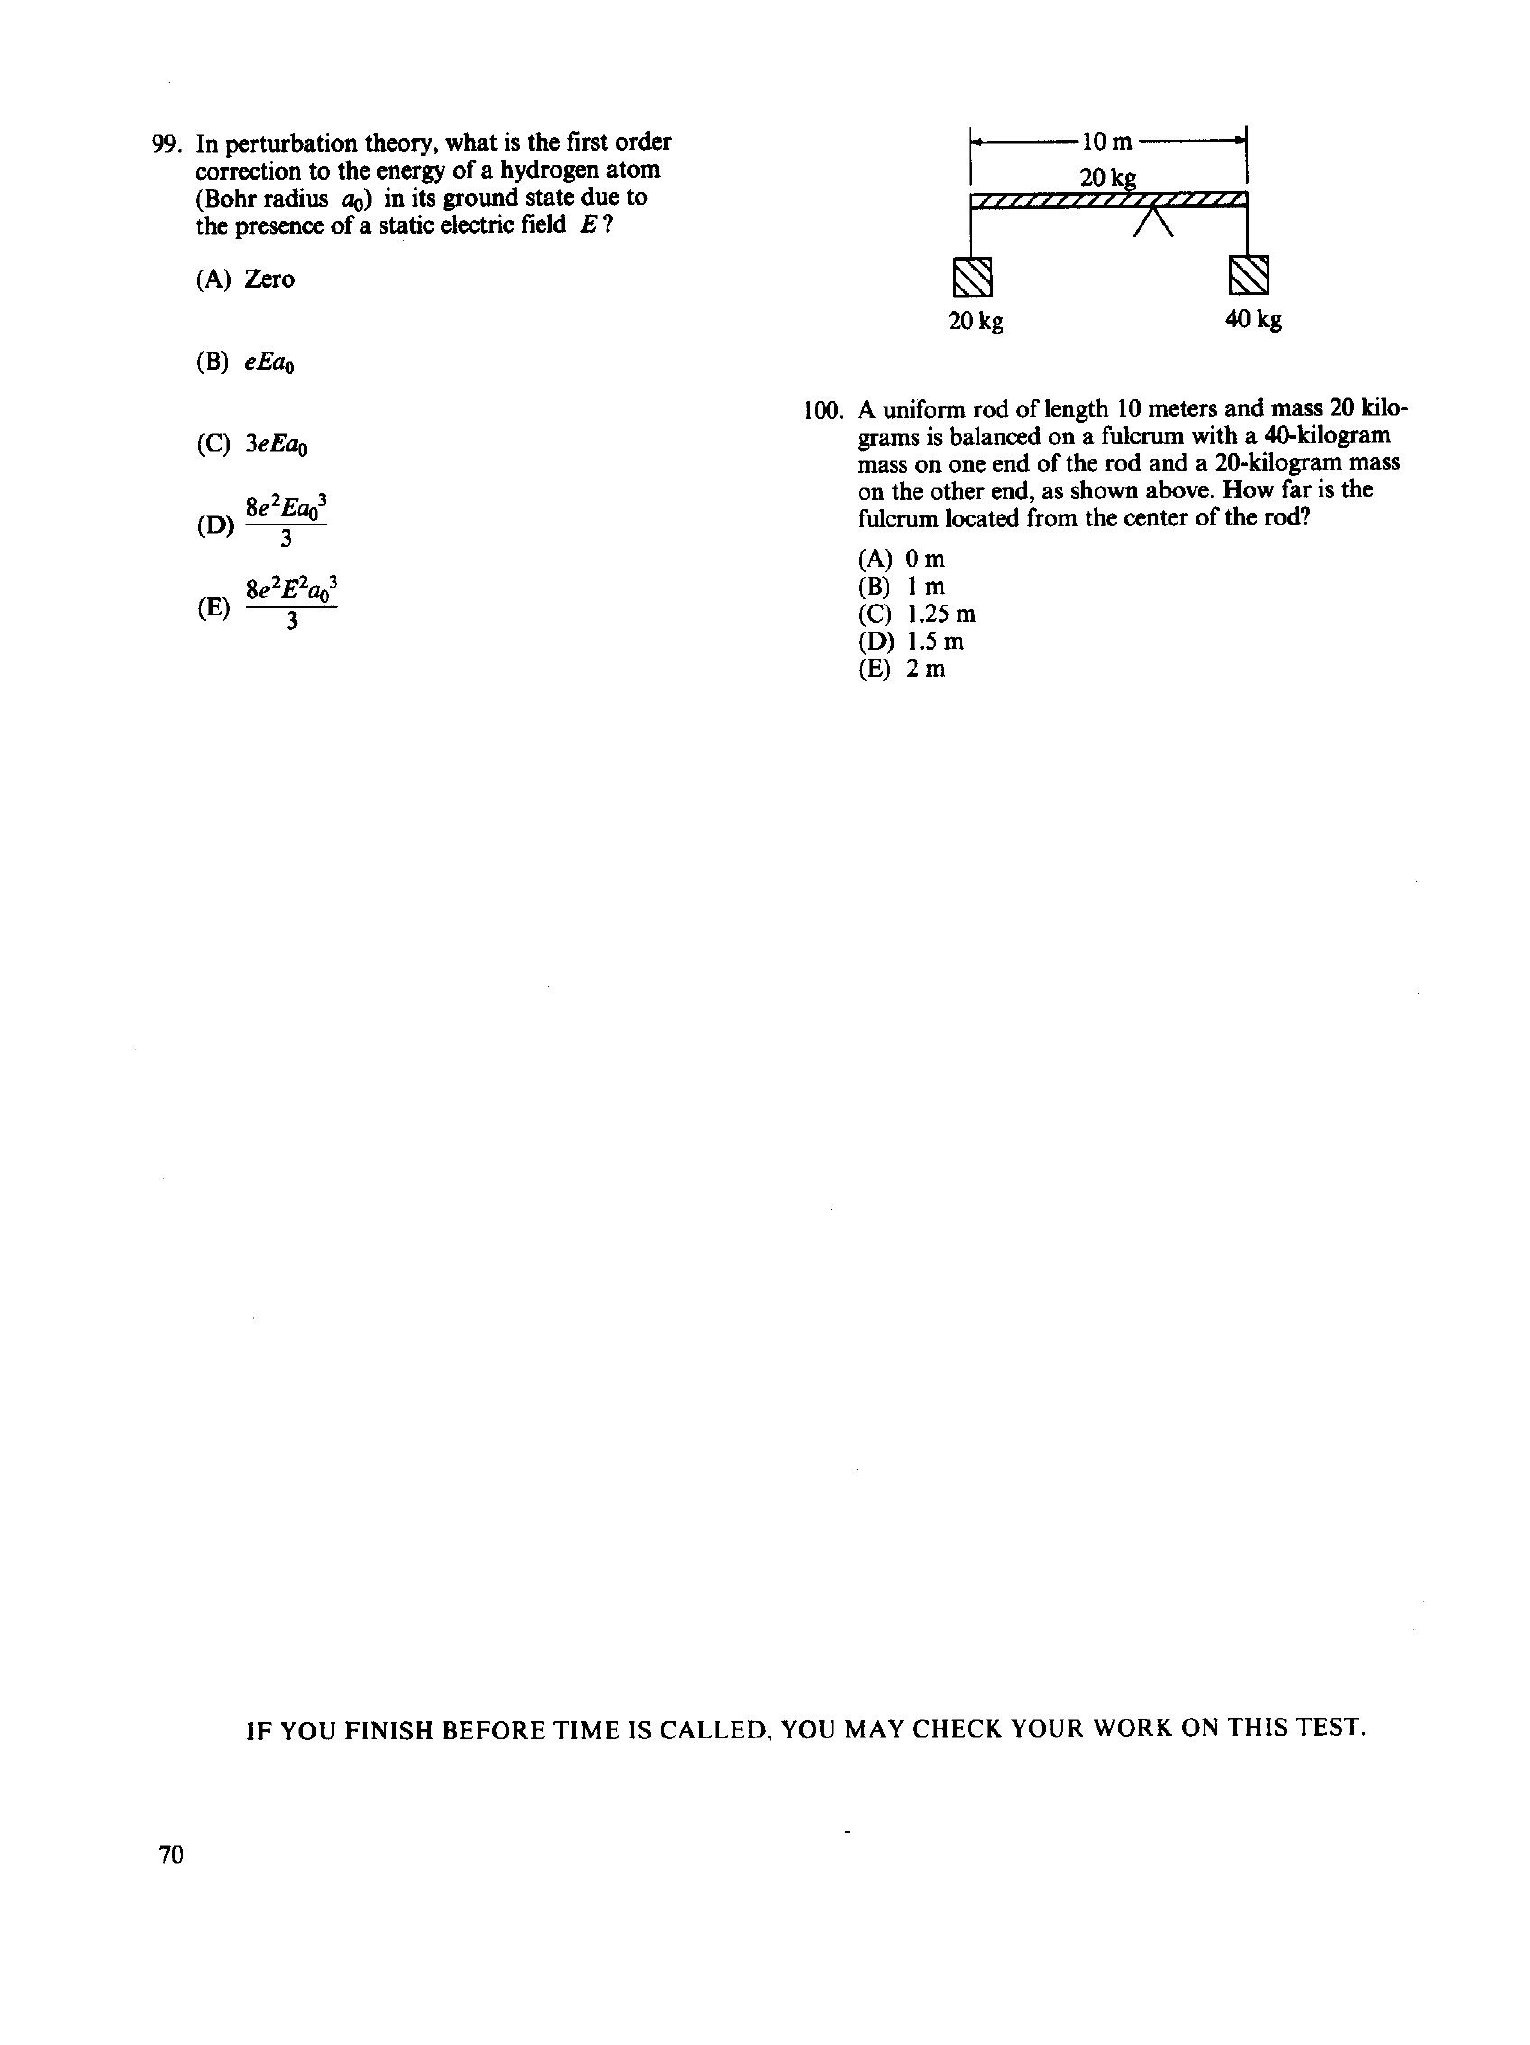 99. In perturbation theory, what is the first order
correction to the energy of a hydrogen atom
(Bohr radius a₀) in its ground state due to
the presence of a static electric field E?
(A) Zero
(B) eEa₀
(C) 3eEa₀
(D) 8e²Ea₀³/3
(E) 8e²E²a₀³/3
10 m
20 kg
20 kg
40 kg
100. A uniform rod of length 10 meters and mass 20 kilo-
grams is balanced on a fulcrum with a 40-kilogram
mass on one end of the rod and a 20-kilogram mass
on the other end, as shown above. How far is the
fulcrum located from the center of the rod?
(A) 0 m
(B) 1 m
(C) 1.25 m
(D) 1.5 m
(E) 2 m
IF YOU FINISH BEFORE TIME IS CALLED, YOU MAY CHECK YOUR WORK ON THIS TEST.
70